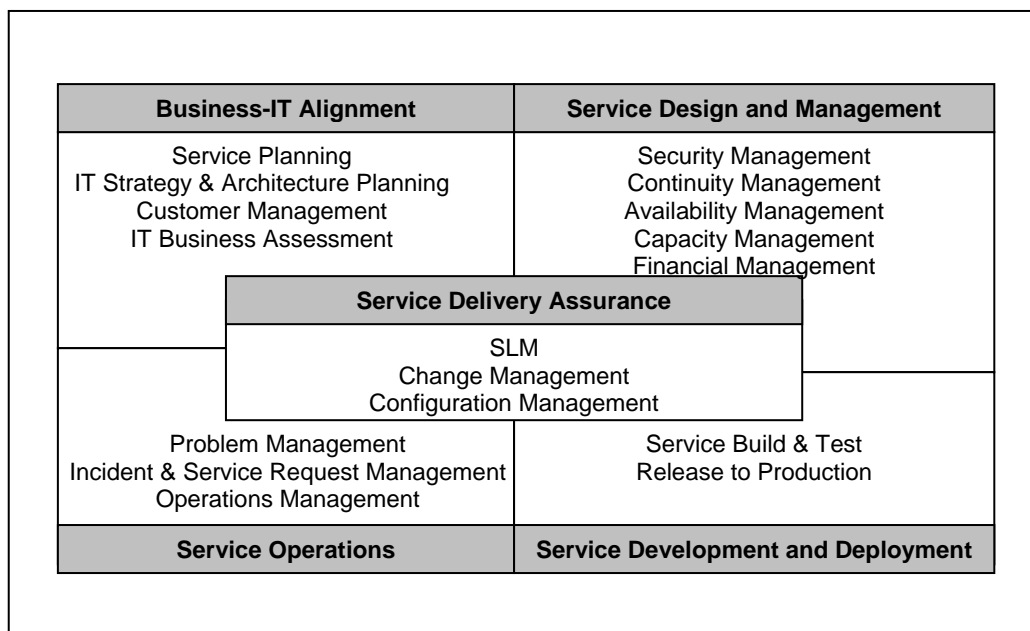 Business-IT Alignment
Service Planning
IT Strategy & Architecture Planning
Customer Management
IT Business Assessment
Service Design and Management
Security Management
Continuity Management
Availability Management
Capacity Management
Financial Management
Service Delivery Assurance
SLM
Change Management
Configuration Management
Problem Management
Incident & Service Request Management
Operations Management
Service Operations
Service Build & Test
Release to Production
Service Development and Deployment